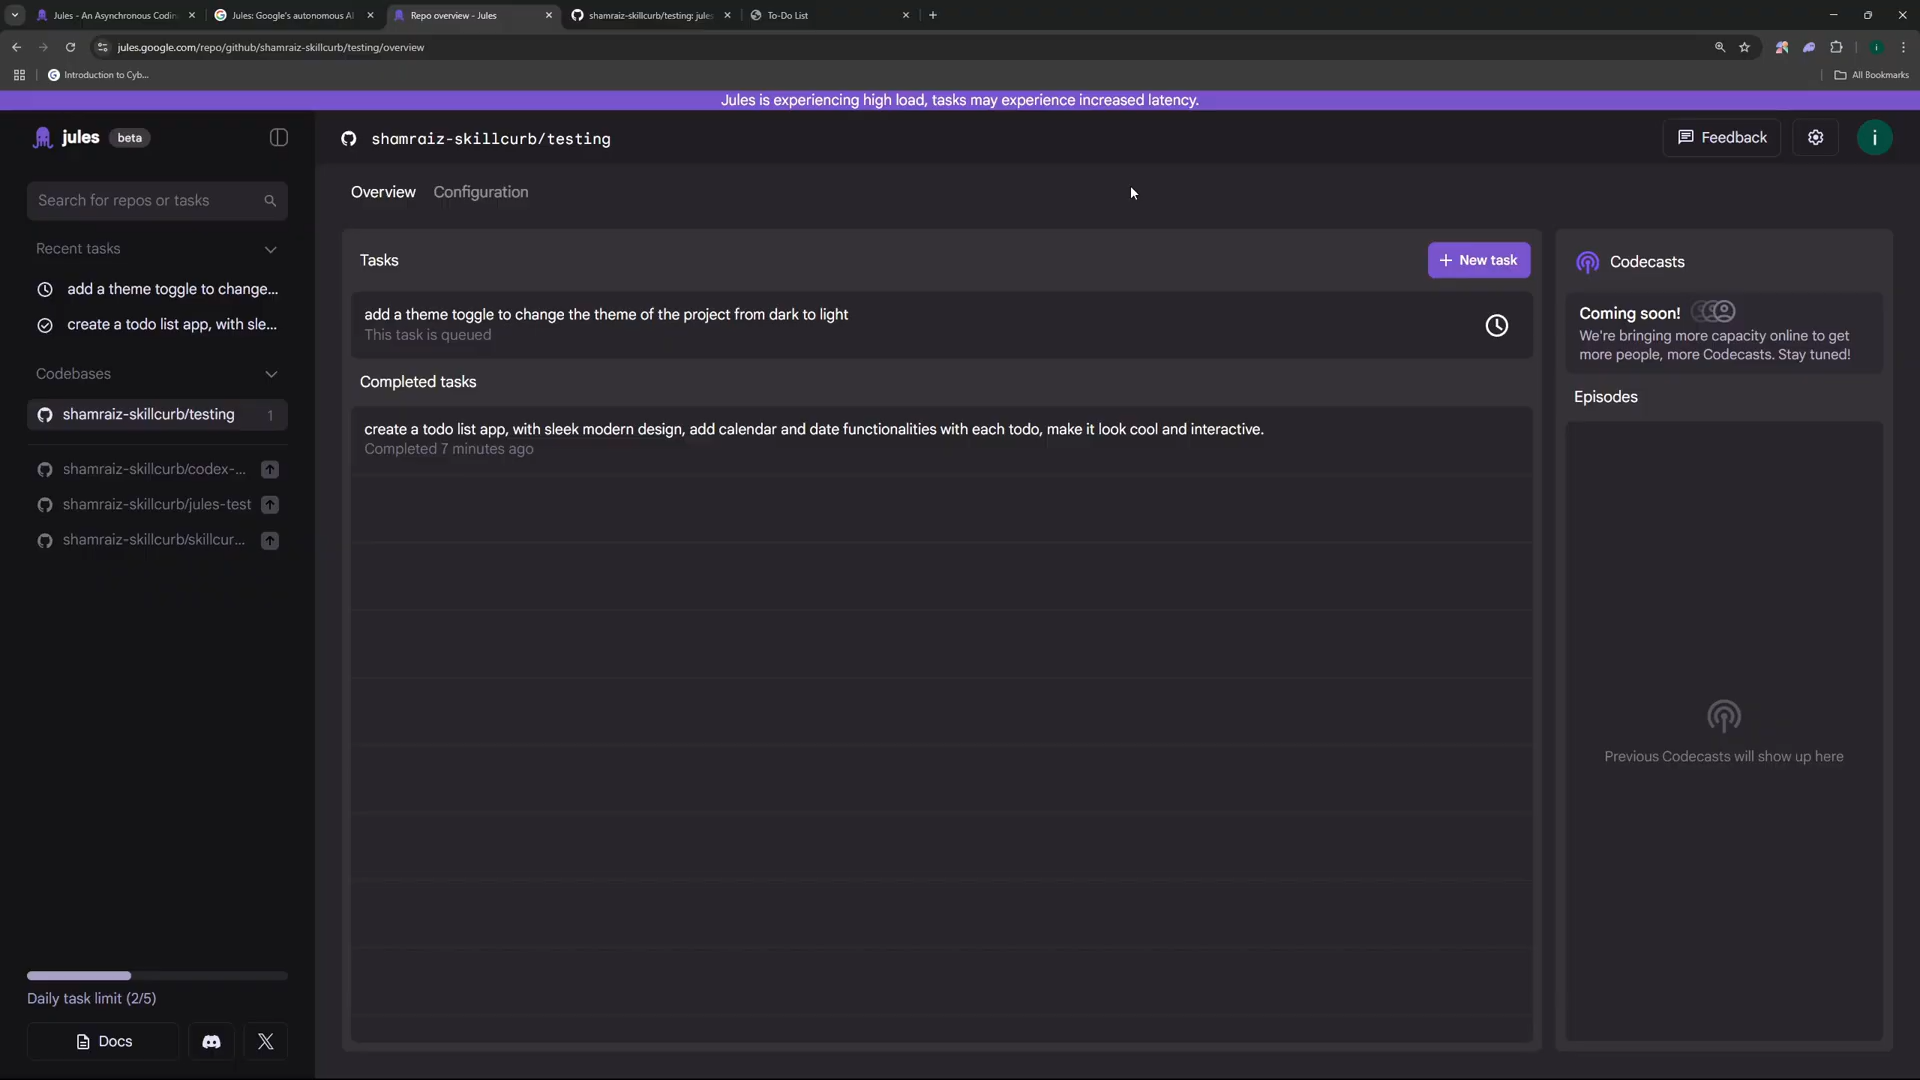 Jules - An Asynchronous Codin
Jules: Google's autonomous AI
Repo overview - Jules
shamraiz-skillcurb/testing: jules
To-Do List
jules.google.com/repo/github/shamraiz-skillcurb/testing/overview
Introduction to Cyb...
All Bookmarks
Jules is experiencing high load, tasks may experience increased latency.
jules beta
shamraiz-skillcurb/testing
Feedback
i
Search for repos or tasks
Overview
Configuration
Recent tasks
add a theme toggle to change...
create a todo list app, with sle...
Codebases
shamraiz-skillcurb/testing 1
shamraiz-skillcurb/codex-...
shamraiz-skillcurb/jules-test
shamraiz-skillcurb/skillcur...
Daily task limit (2/5)
Docs
Tasks
+ New task
add a theme toggle to change the theme of the project from dark to light
This task is queued
Completed tasks
create a todo list app, with sleek modern design, add calendar and date functionalities with each todo, make it look cool and interactive.
Completed 7 minutes ago
Codecasts
Coming soon!
We're bringing more capacity online to get
more people, more Codecasts. Stay tuned!
Episodes
Previous Codecasts will show up here